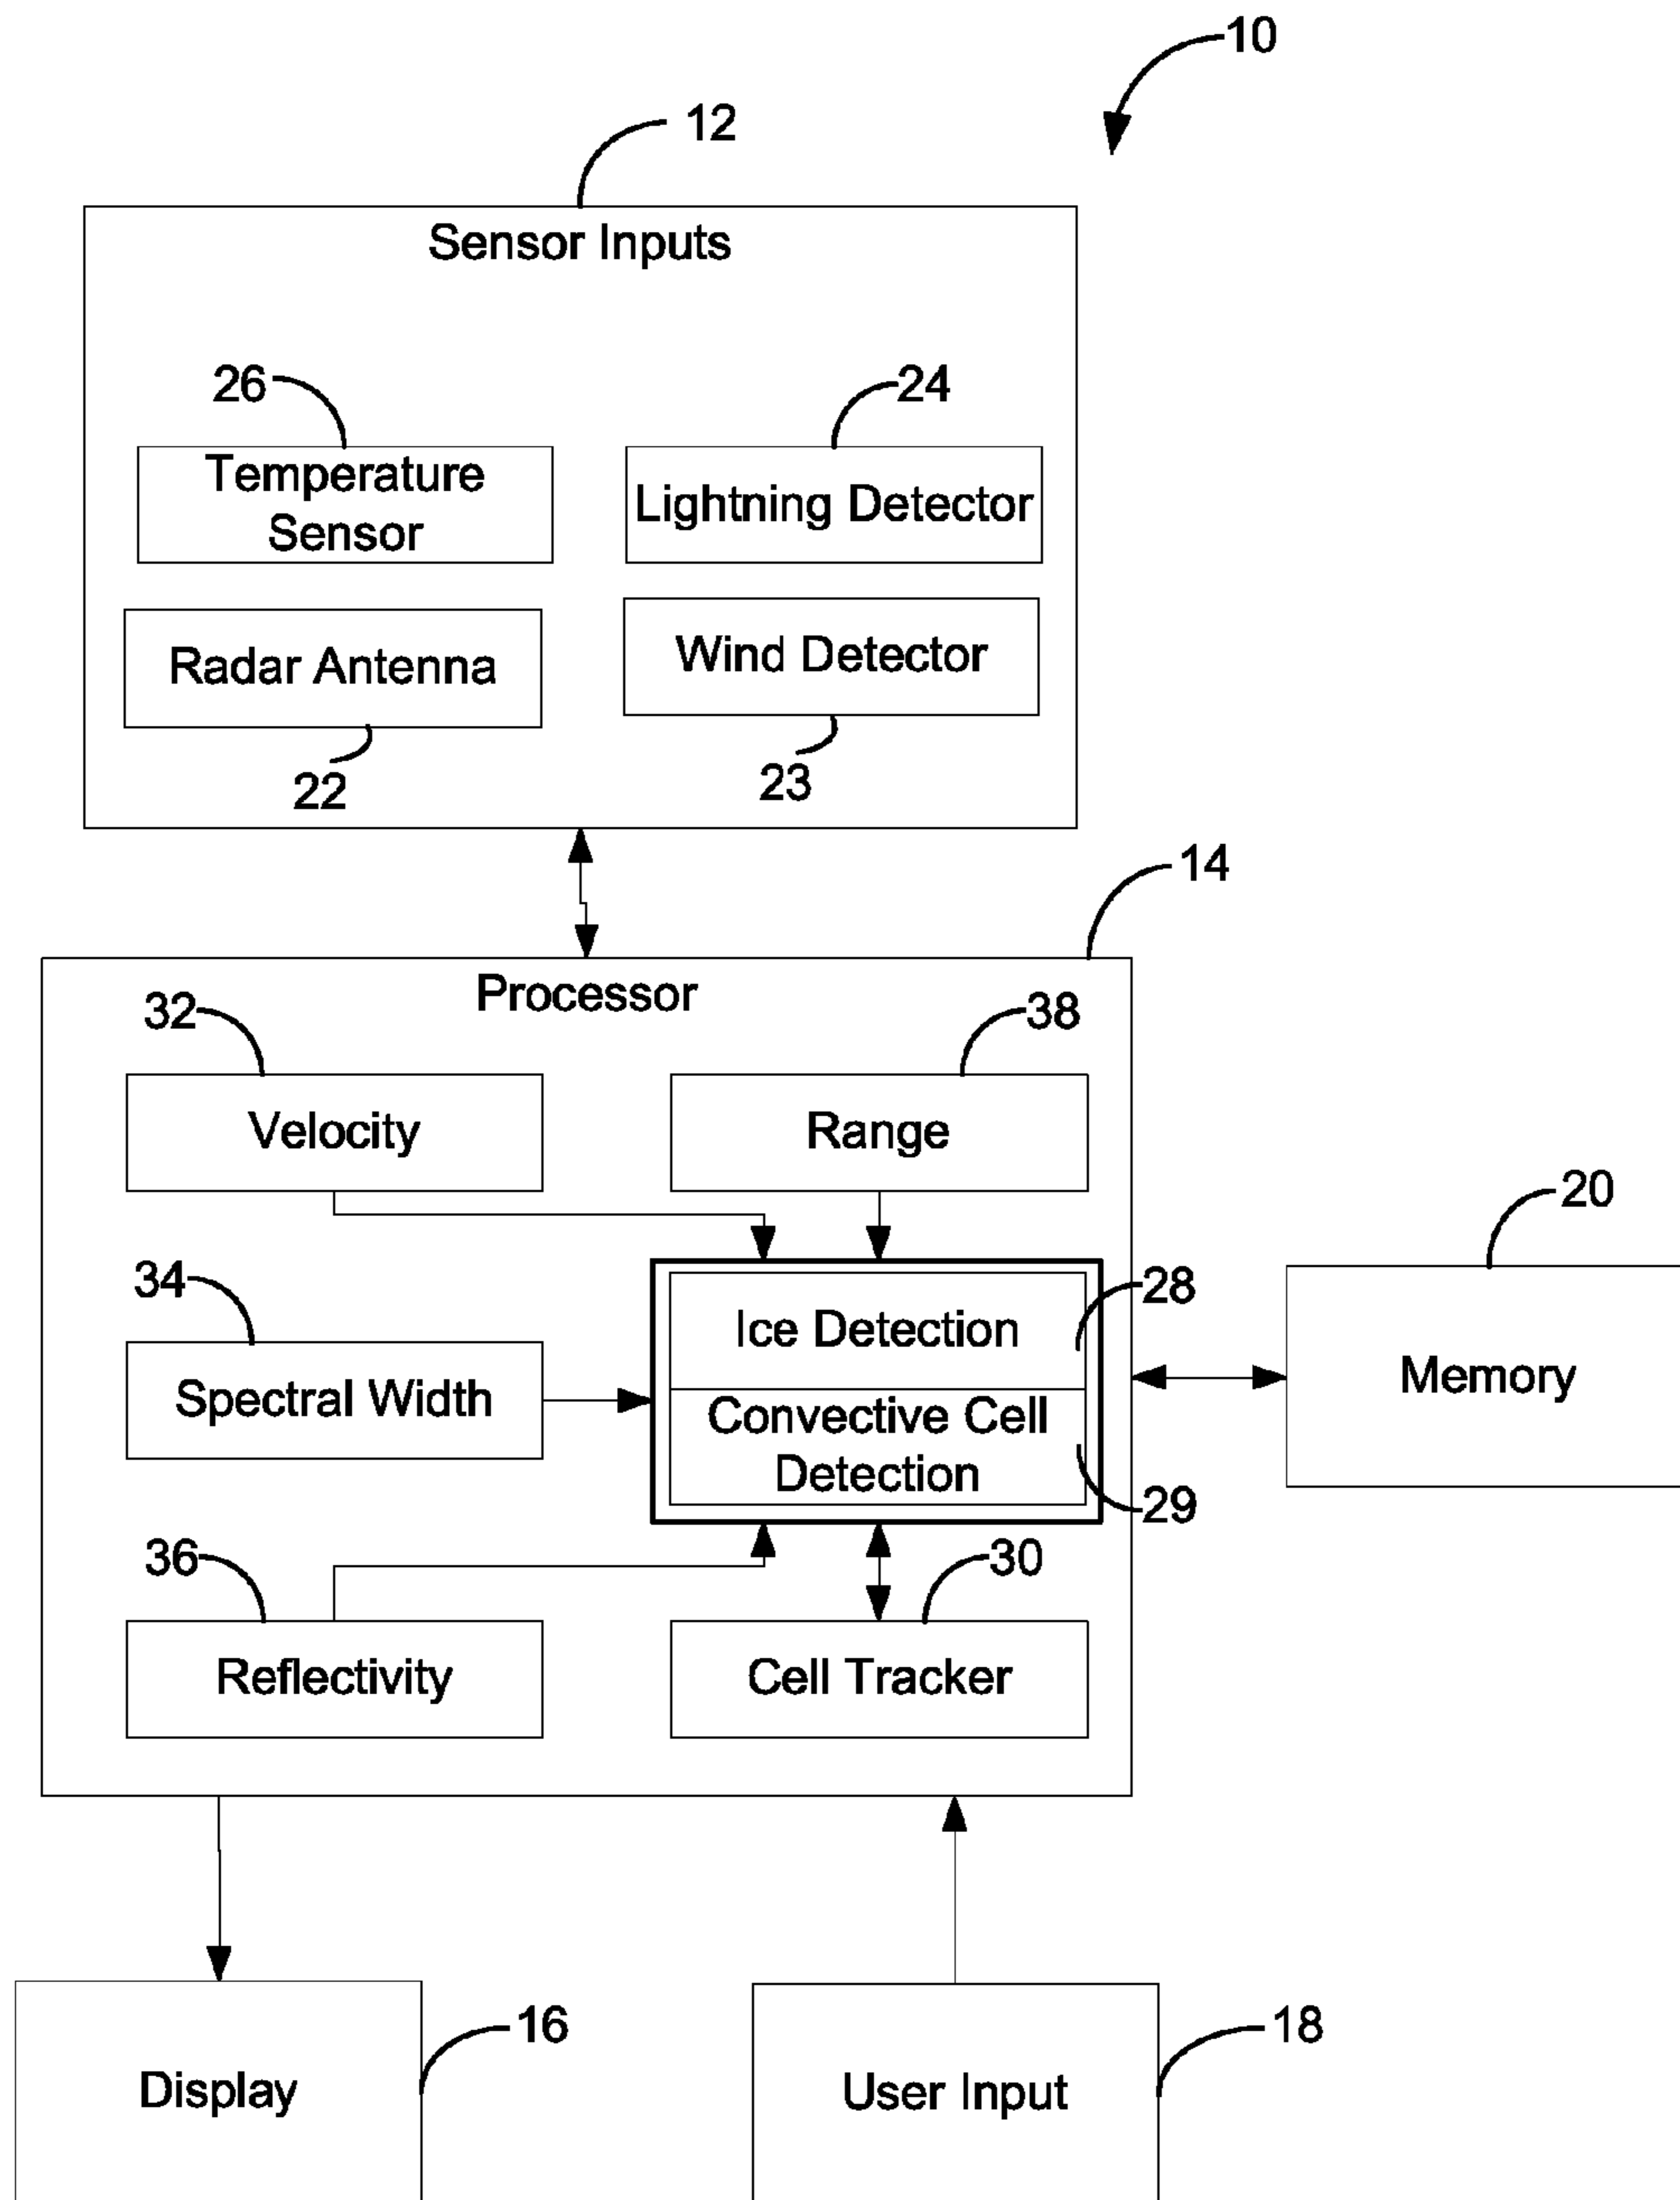 10
12
Sensor Inputs
26
24
Temperature
Sensor
Lightning Detector
Radar Antenna
Wind Detector
22
23
14
Processor
32
38
Velocity
Range
20
34
28
Ice Detection
Memory
Spectral Width
Convective Cell
Detection
29
36
30
Reflectivity
Cell Tracker
16
18
Display
User Input